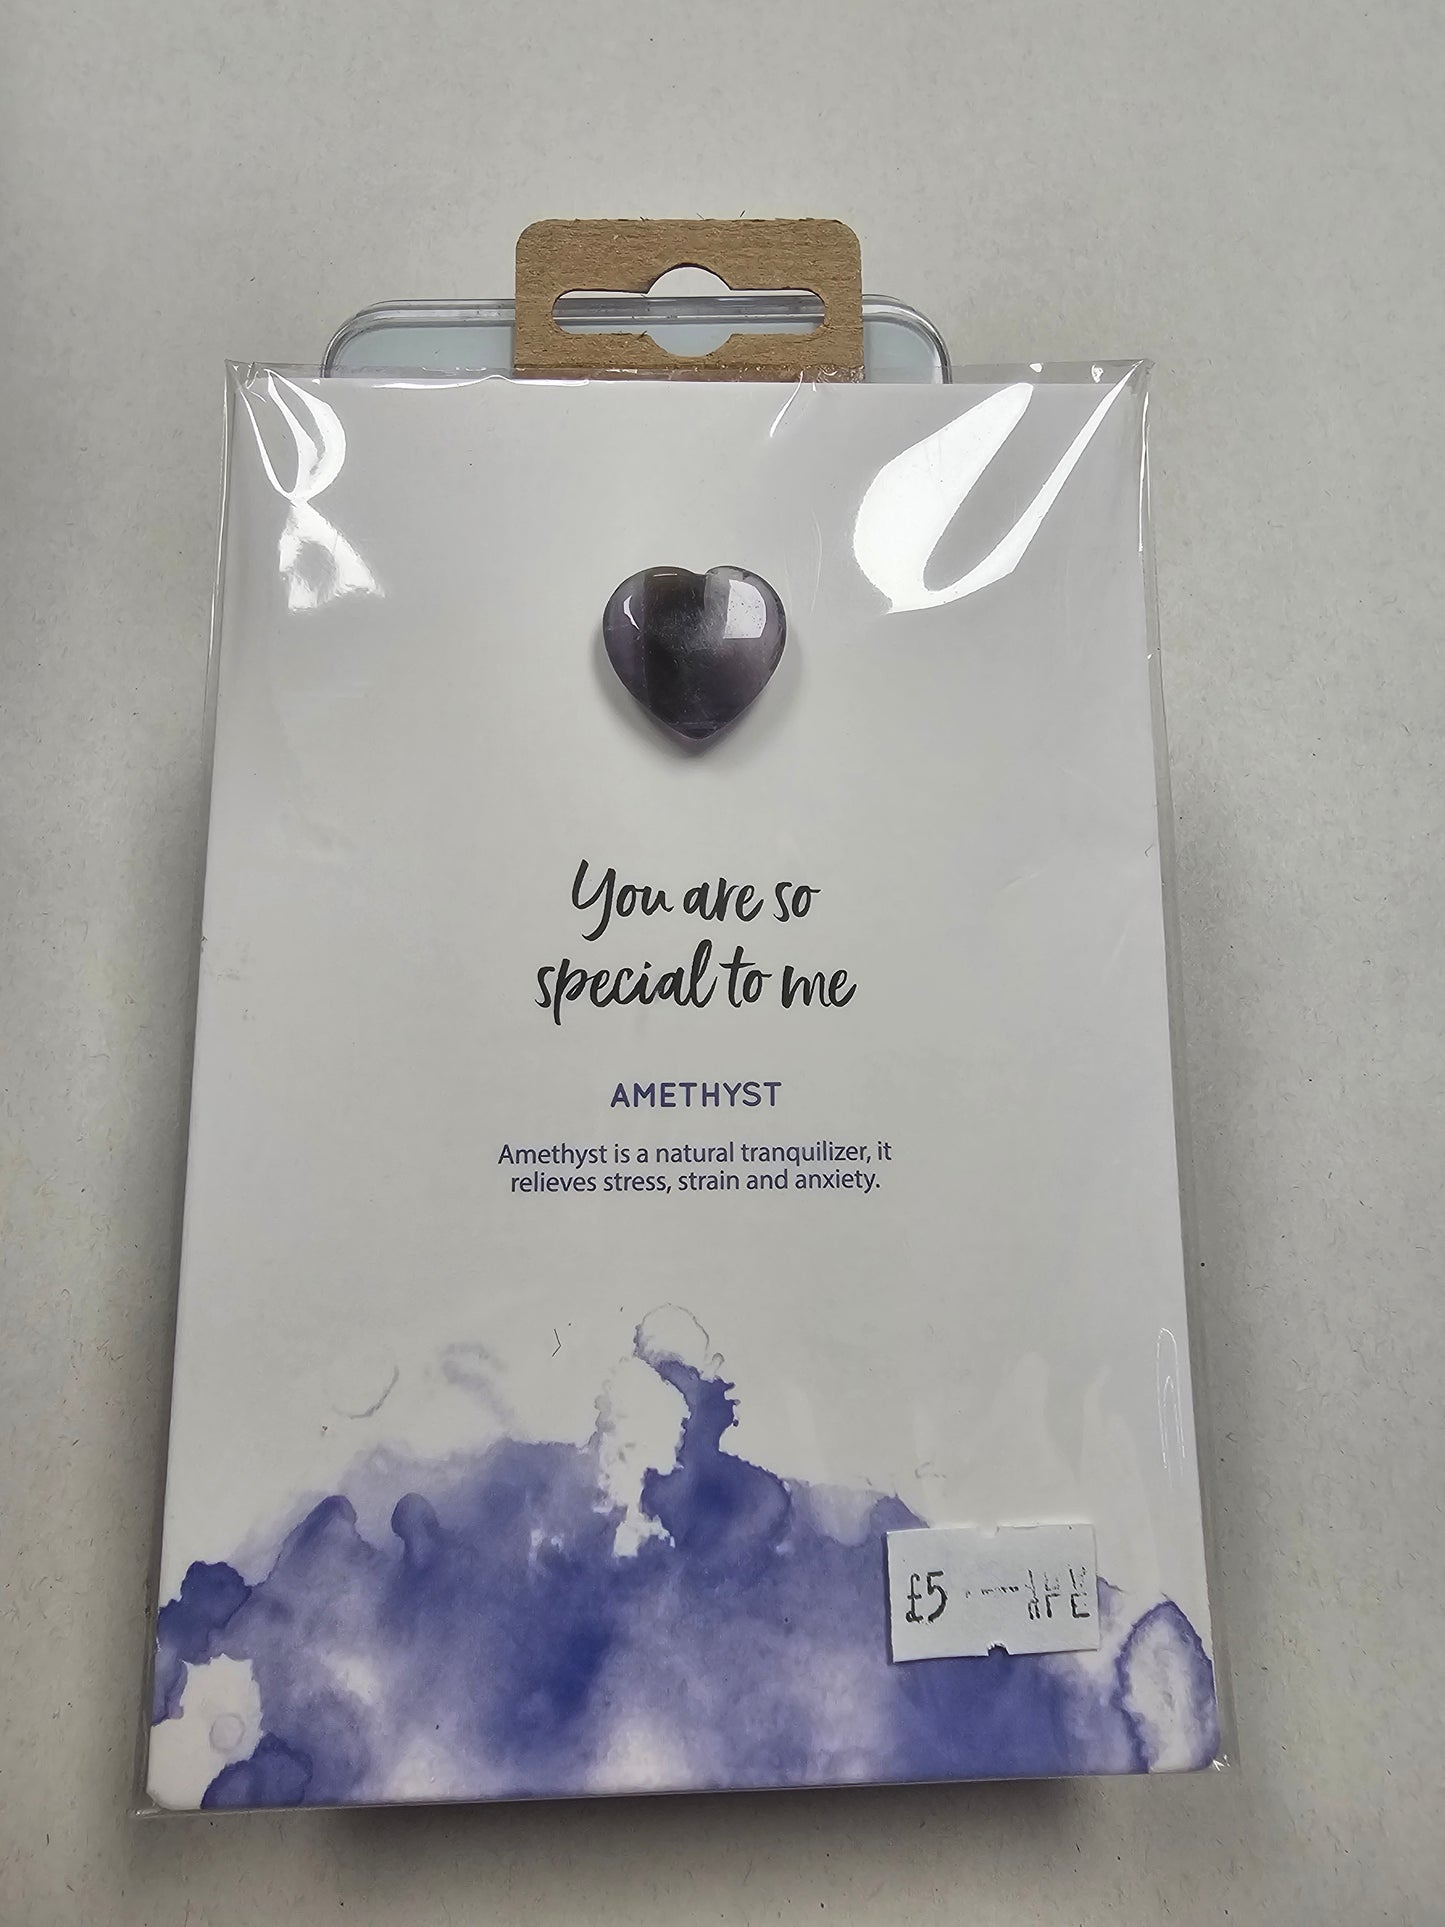 You are so
special to me
AMETHYST
Amethyst is a natural tranquilizer, it
relieves stress, strain and anxiety.
£5